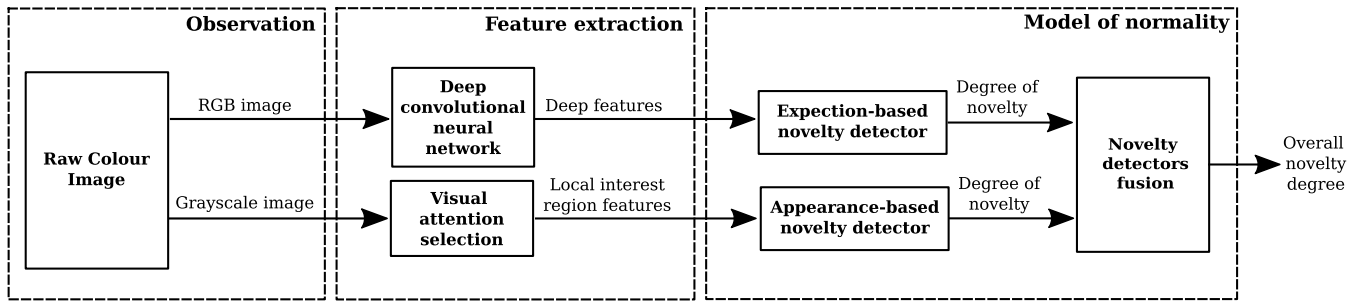 Observation
Feature extraction
Model of normality
Raw Colour
Image
RGB image
Grayscale image
Deep
convolutional
neural
network
Visual
attention
selection
Deep features
Local interest
region features
Expection-based
novelty detector
Appearance-based
novelty detector
Degree of
novelty
Degree of
novelty
Novelty
detectors
fusion
Overall
novelty
degree